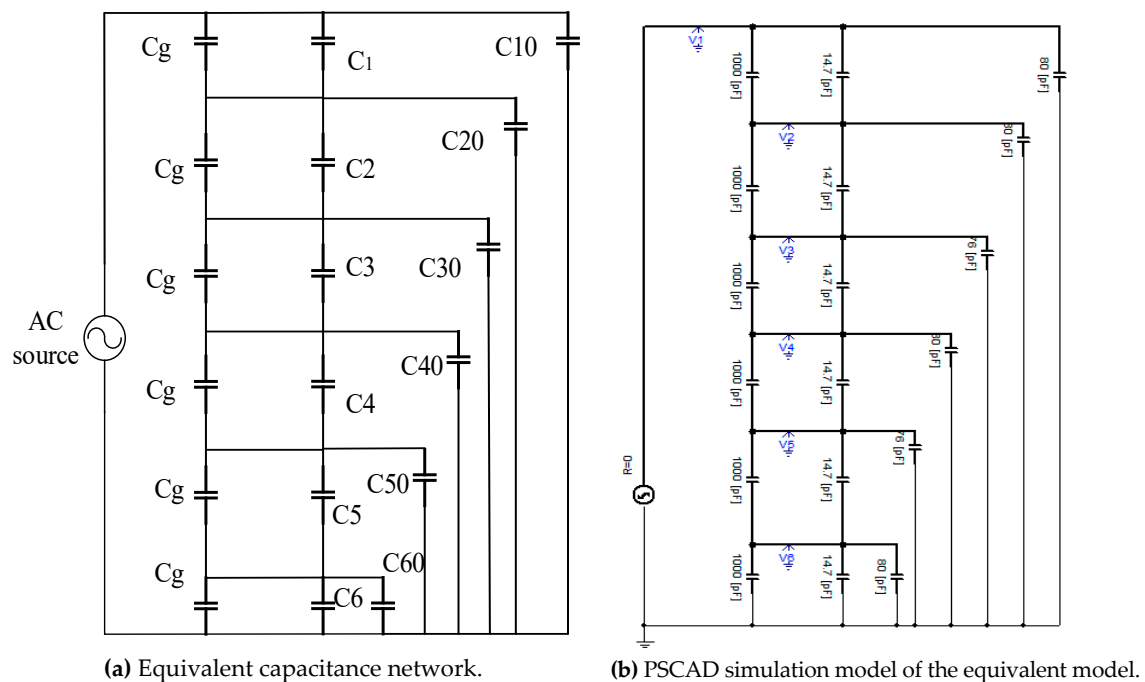 Cg
C1
C10
C20
Cg
C2
C30
Cg
C3
AC
source
C40
Cg
C4
C50
Cg
C5
C60
Cg
C6
(a) Equivalent capacitance network.
V1
1000 [pF]
14.7 [pF]
80 [pF]
V2
80 [pF]
1000 [pF]
14.7 [pF]
V3
76 [pF]
1000 [pF]
14.7 [pF]
V4
80 [pF]
1000 [pF]
14.7 [pF]
V5
76 [pF]
R=0
1000 [pF]
14.7 [pF]
V6
1000 [pF]
14.7 [pF]
80 [pF]
(b) PSCAD simulation model of the equivalent model.